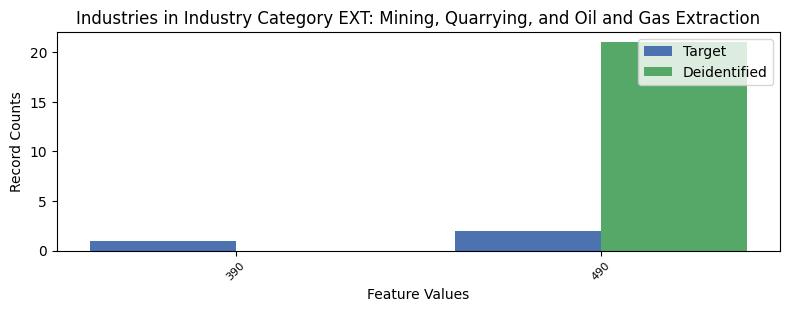 Industries in Industry Category EXT: Mining, Quarrying, and Oil and Gas Extraction
Target
Deidentified
Record Counts
20
15
10
5
0
390
490
Feature Values